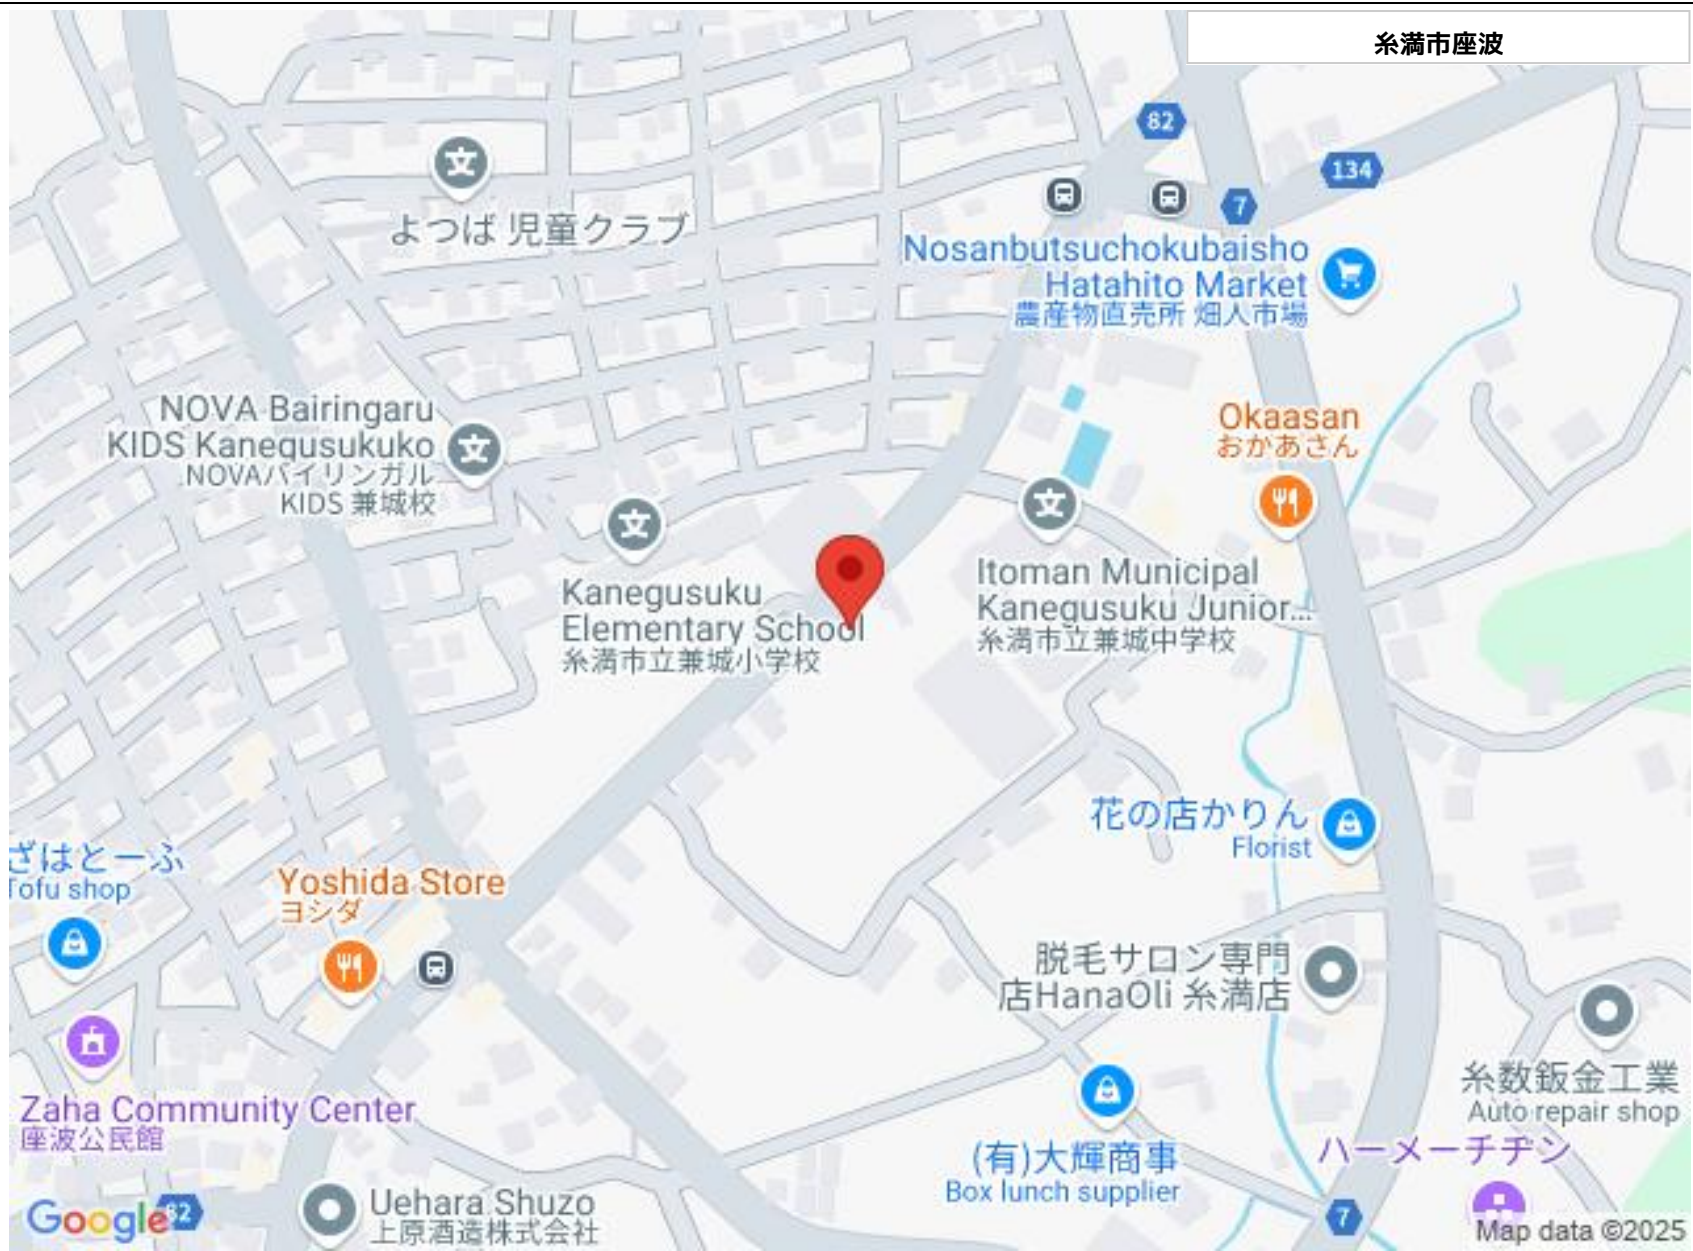 糸満市座波
82
134
7
文
よつば 児童クラブ
Nosanbutsuchokubaisho
Hatahito Market
農産物直売所 畑人市場
NOVA Bairingaru
KIDS Kanegusukuko
NOVAバイリンガル
KIDS 兼城校
文
Okaasan
おかあさん
文
Kanegusuku
Elementary School
糸満市立兼城小学校
文
Itoman Municipal
Kanegusuku Junior...
糸満市立兼城中学校
花の店かりん
Florist
ざはとーふ
Tofu shop
Yoshida Store
ヨシダ
脱毛サロン専門
店HanaOli 糸満店
糸数鈑金工業
Auto repair shop
Zaha Community Center
座波公民館
(有)大輝商事
Box lunch supplier
ハーメーチヂン
Uehara Shuzo
上原酒造株式会社
Google
82
7
Map data ©2025